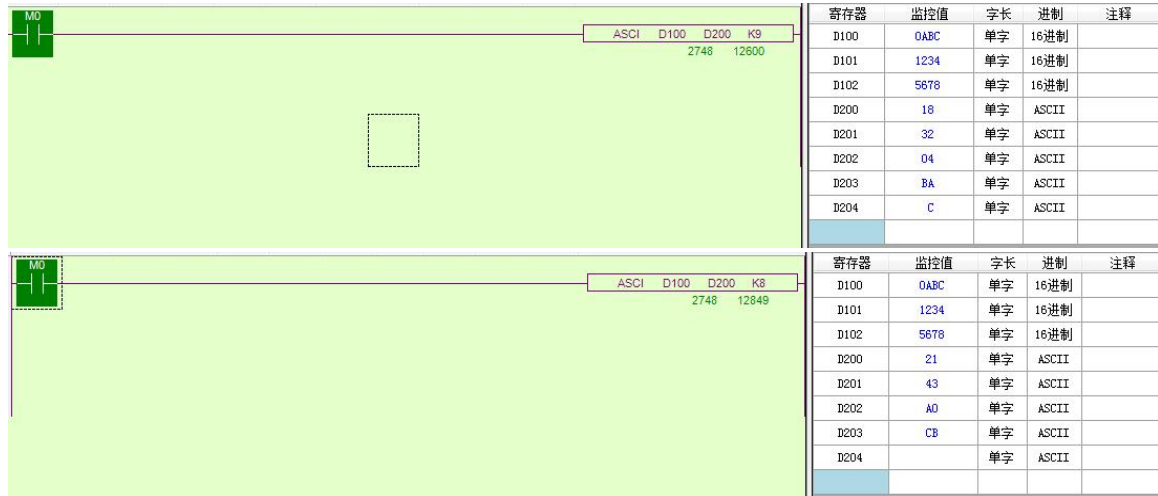 M0
ASCI D100 D200 K9
2748 12600
寄存器 监控值 字长 进制 注释
D100 0ABC 单字 16进制
D101 1234 单字 16进制
D102 5678 单字 16进制
D200 18 单字 ASCII
D201 32 单字 ASCII
D202 04 单字 ASCII
D203 BA 单字 ASCII
D204 C 单字 ASCII
M0
ASCI D100 D200 K8
2748 12849
寄存器 监控值 字长 进制 注释
D100 0ABC 单字 16进制
D101 1234 单字 16进制
D102 5678 单字 16进制
D200 21 单字 ASCII
D201 43 单字 ASCII
D202 A0 单字 ASCII
D203 CB 单字 ASCII
D204 单字 ASCII